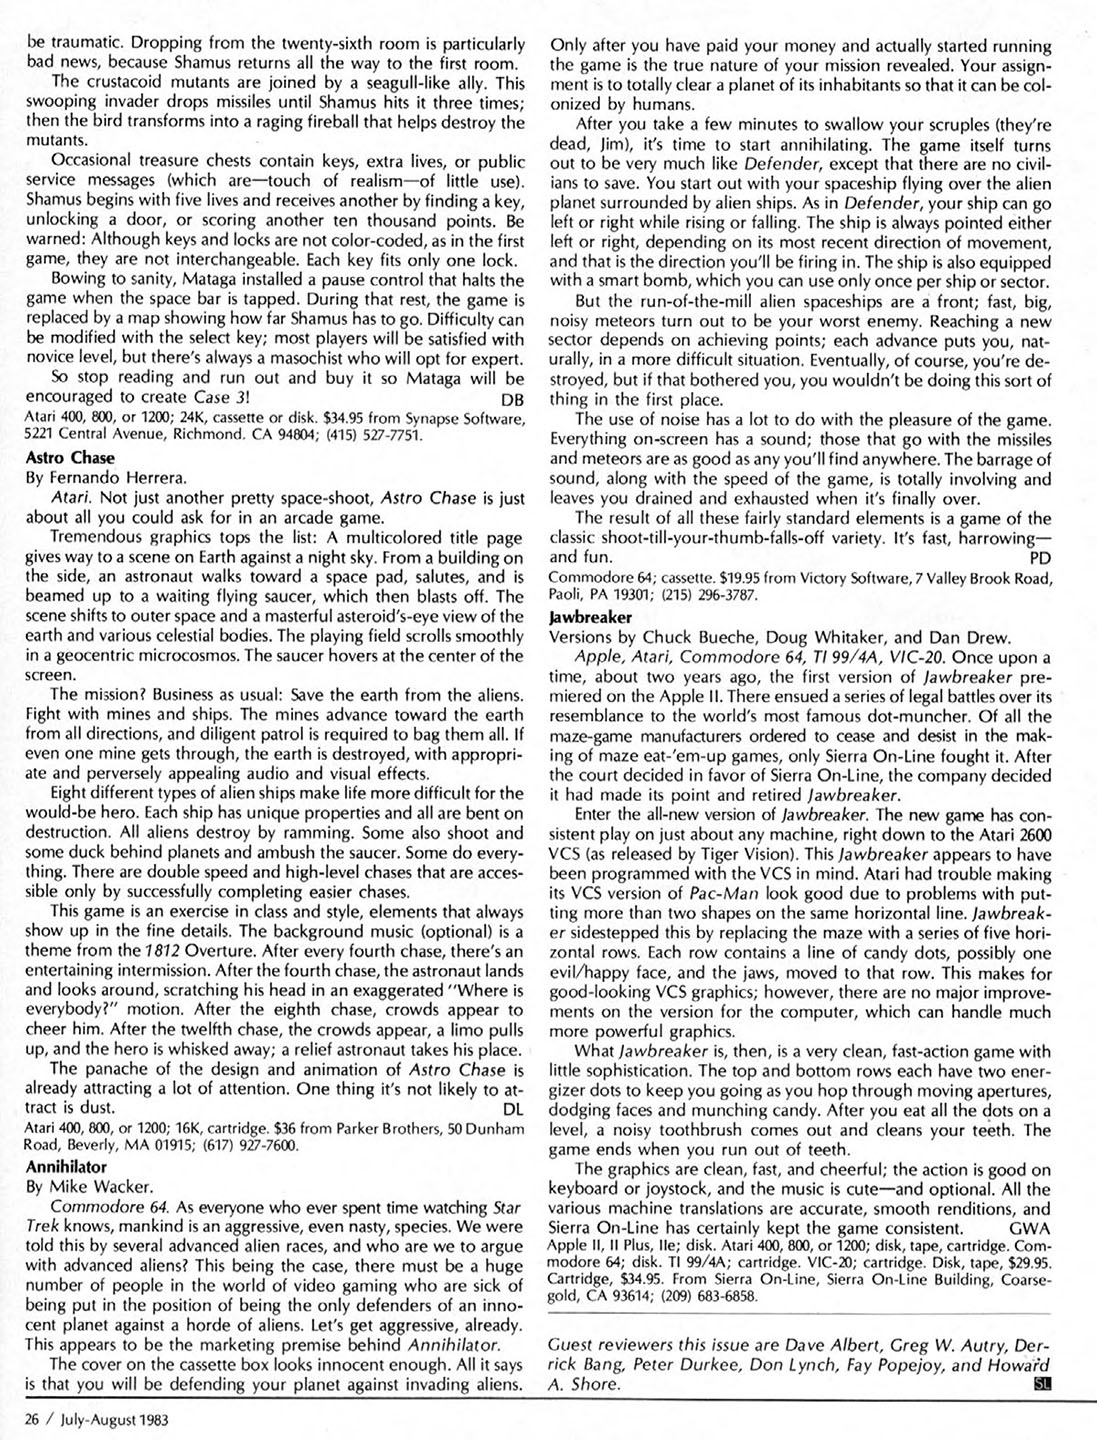 be traumatic. Dropping from the twenty-sixth room is particularly
bad news, because Shamus returns all the way to the first room.
The crustacoid mutants are joined by a seagull-like ally. This
swooping invader drops missiles until Shamus hits it three times;
then the bird transforms into a raging fireball that helps destroy the
mutants.
Occasional treasure chests contain keys, extra lives, or public
service messages (which are—touch of realism—of little use).
Shamus begins with five lives and receives another by finding a key,
unlocking a door, or scoring another ten thousand points. Be
warned: Although keys and locks are not color-coded, as in the first
game, they are not interchangeable. Each key fits only one lock.
Bowing to sanity, Mataga installed a pause control that halts the
game when the space bar is tapped. During that rest, the game is
replaced by a map showing how far Shamus has to go. Difficulty can
be modified with the select key; most players will be satisfied with
novice level, but there's always a masochist who will opt for expert.
So stop reading and run out and buy it so Mataga will be
encouraged to create Case 3! DB
Atari 400, 800, or 1200; 24K, cassette or disk. $34.95 from Synapse Software,
5221 Central Avenue, Richmond. CA 94804; (415) 527-7751.
Astro Chase
By Fernando Herrera.
Atari. Not just another pretty space-shoot, Astro Chase is just
about all you could ask for in an arcade game.
Tremendous graphics tops the list: A multicolored title page
gives way to a scene on Earth against a night sky. From a building on
the side, an astronaut walks toward a space pad, salutes, and is
beamed up to a waiting flying saucer, which then blasts off. The
scene shifts to outer space and a masterful asteroid's-eye view of the
earth and various celestial bodies. The playing field scrolls smoothly
in a geocentric microcosmos. The saucer hovers at the center of the
screen.
The mission? Business as usual: Save the earth from the aliens.
Fight with mines and ships. The mines advance toward the earth
from all directions, and diligent patrol is required to bag them all. If
even one mine gets through, the earth is destroyed, with appropri-
ate and perversely appealing audio and visual effects.
Eight different types of alien ships make life more difficult for the
would-be hero. Each ship has unique properties and all are bent on
destruction. All aliens destroy by ramming. Some also shoot and
some duck behind planets and ambush the saucer. Some do every-
thing. There are double speed and high-level chases that are acces-
sible only by successfully completing easier chases.
This game is an exercise in class and style, elements that always
show up in the fine details. The background music (optional) is a
theme from the 1812 Overture. After every fourth chase, there's an
entertaining intermission. After the fourth chase, the astronaut lands
and looks around, scratching his head in an exaggerated "Where is
everybody?" motion. After the eighth chase, crowds appear to
cheer him. After the twelfth chase, the crowds appear, a limo pulls
up, and the hero is whisked away; a relief astronaut takes his place.
The panache of the design and animation of Astro Chase is
already attracting a lot of attention. One thing it's not likely to at-
tract is dust. DL
Atari 400, 800, or 1200; 16K, cartridge. $36 from Parker Brothers, 50 Dunham
Road, Beverly, MA 01915; (617) 927-7600.
Annihilator
By Mike Wacker.
Commodore 64. As everyone who ever spent time watching Star
Trek knows, mankind is an aggressive, even nasty, species. We were
told this by several advanced alien races, and who are we to argue
with advanced aliens? This being the case, there must be a huge
number of people in the world of video gaming who are sick of
being put in the position of being the only defenders of an inno-
cent planet against a horde of aliens. Let's get aggressive, already.
This appears to be the marketing premise behind Annihilator.
The cover on the cassette box looks innocent enough. All it says
is that you will be defending your planet against invading aliens.
Only after you have paid your money and actually started running
the game is the true nature of your mission revealed. Your assign-
ment is to totally clear a planet of its inhabitants so that it can be col-
onized by humans.
After you take a few minutes to swallow your scruples (they're
dead, Jim), it's time to start annihilating. The game itself turns
out to be very much like Defender, except that there are no civil-
ians to save. You start out with your spaceship flying over the alien
planet surrounded by alien ships. As in Defender, your ship can go
left or right while rising or falling. The ship is always pointed either
left or right, depending on its most recent direction of movement,
and that is the direction you'll be firing in. The ship is also equipped
with a smart bomb, which you can use only once per ship or sector.
But the run-of-the-mill alien spaceships are a front; fast, big,
noisy meteors turn out to be your worst enemy. Reaching a new
sector depends on achieving points; each advance puts you, nat-
urally, in a more difficult situation. Eventually, of course, you're de-
stroyed, but if that bothered you, you wouldn't be doing this sort of
thing in the first place.
The use of noise has a lot to do with the pleasure of the game.
Everything on-screen has a sound; those that go with the missiles
and meteors are as good as any you'll find anywhere. The barrage of
sound, along with the speed of the game, is totally involving and
leaves you drained and exhausted when it's finally over.
The result of all these fairly standard elements is a game of the
classic shoot-till-your-thumb-falls-off variety. It's fast, harrowing—
and fun. PD
Commodore 64; cassette. $19.95 from Victory Software, 7 Valley Brook Road,
Paoli, PA 19301; (215) 296-3787.
Jawbreaker
Versions by Chuck Bueche, Doug Whitaker, and Dan Drew.
Apple, Atari, Commodore 64, TI 99/4A, VIC-20. Once upon a
time, about two years ago, the first version of Jawbreaker pre-
miered on the Apple II. There ensued a series of legal battles over its
resemblance to the world's most famous dot-muncher. Of all the
maze-game manufacturers ordered to cease and desist in the mak-
ing of maze eat-'em-up games, only Sierra On-Line fought it. After
the court decided in favor of Sierra On-Line, the company decided
it had made its point and retired Jawbreaker.
Enter the all-new version of Jawbreaker. The new game has con-
sistent play on just about any machine, right down to the Atari 2600
VCS (as released by Tiger Vision). This Jawbreaker appears to have
been programmed with the VCS in mind. Atari had trouble making
its VCS version of Pac-Man look good due to problems with put-
ting more than two shapes on the same horizontal line. Jawbreak-
er sidestepped this by replacing the maze with a series of five hori-
zontal rows. Each row contains a line of candy dots, possibly one
evil/happy face, and the jaws, moved to that row. This makes for
good-looking VCS graphics; however, there are no major improve-
ments on the version for the computer, which can handle much
more powerful graphics.
What Jawbreaker is, then, is a very clean, fast-action game with
little sophistication. The top and bottom rows each have two ener-
gizer dots to keep you going as you hop through moving apertures,
dodging faces and munching candy. After you eat all the dots on a
level, a noisy toothbrush comes out and cleans your teeth. The
game ends when you run out of teeth.
The graphics are clean, fast, and cheerful; the action is good on
keyboard or joystock, and the music is cute—and optional. All the
various machine translations are accurate, smooth renditions, and
Sierra On-Line has certainly kept the game consistent. GWA
Apple II, II Plus, IIe; disk. Atari 400, 800, or 1200; disk, tape, cartridge. Com-
modore 64; disk. TI 99/4A; cartridge. VIC-20; cartridge. Disk, tape, $29.95.
Cartridge, $34.95. From Sierra On-Line, Sierra On-Line Building, Coarse-
gold, CA 93614; (209) 683-6858.
Guest reviewers this issue are Dave Albert, Greg W. Autry, Der-
rick Bang, Peter Durkee, Don Lynch, Fay Popejoy, and Howard
A. Shore. SL
26 / July-August 1983